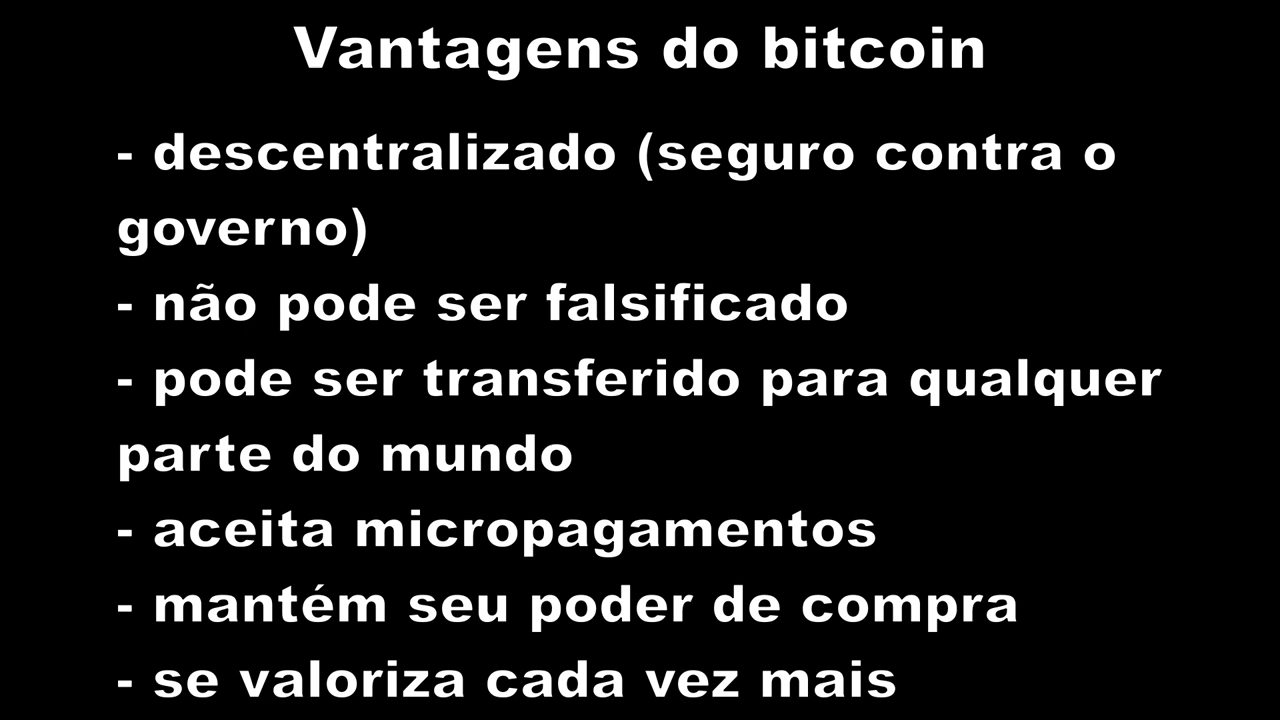 Vantagens do bitcoin
- descentralizado (seguro contra o
governo)
- não pode ser falsificado
- pode ser transferido para qualquer
parte do mundo
- aceita micropagamentos
- mantém seu poder de compra
- se valoriza cada vez mais